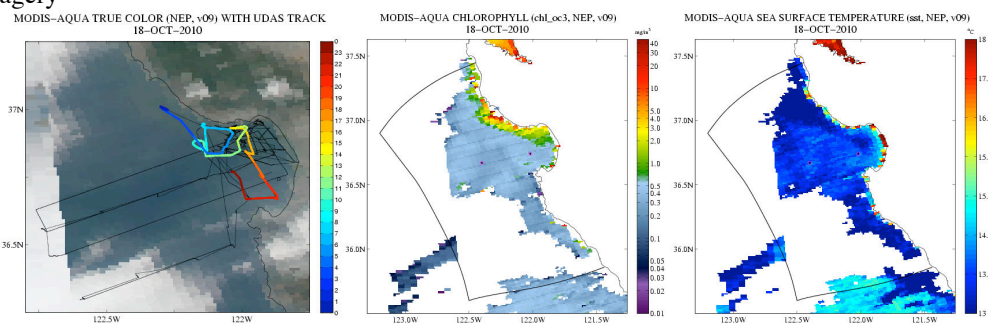 agery
MODIS-AQUA TRUE COLOR (NEP, v09) WITH UDAS TRACK
18-OCT-2010
0
23
22
21
20
19
18
17
16
15
14
13
12
11
10
9
8
7
6
5
4
3
2
1
0
37N
36.5N
122.5W
122W
MODIS-AQUA CHLOROPHYLL (chl_oc3, NEP, v09)
18-OCT-2010
mg/m³
40
30
20
10
5.0
4.0
3.0
2.0
1.0
0.5
0.4
0.3
0.2
0.1
0.05
0.04
0.03
0.02
0.01
37.5N
37.0N
36.5N
36.0N
123.0W
122.5W
122.0W
121.5W
MODIS-AQUA SEA SURFACE TEMPERATURE (sst, NEP, v09)
18-OCT-2010
°C
18
17.
16.
15.
14.
13.
13
37.5N
37.0N
36.5N
36.0N
123.0W
122.5W
122.0W
121.5W